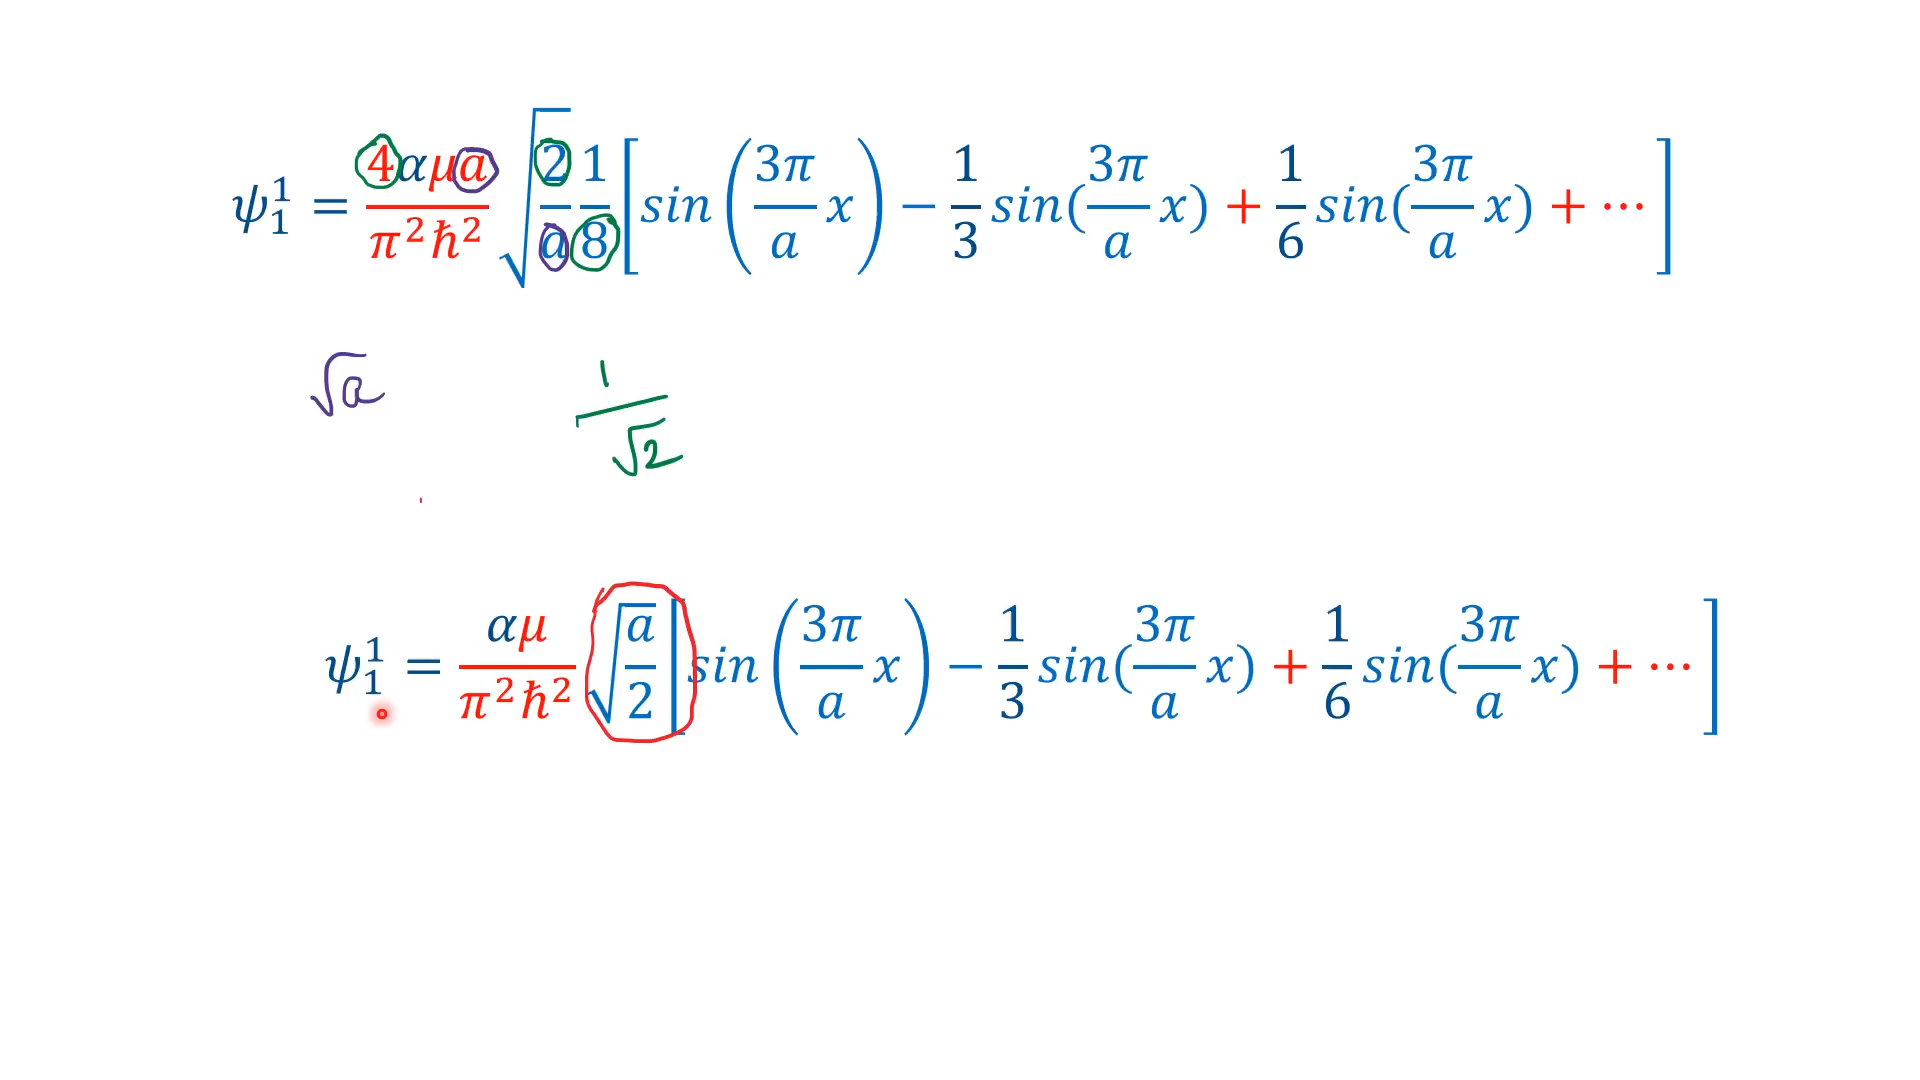 ψ₁¹ = 4αμa/π²ħ² √(2/a) 1/8 [sin(3π/a x) − 1/3 sin(3π/a x) + 1/6 sin(3π/a x) + ⋯]
√a 1/√2
ψ₁¹ = αμ/π²ħ² √(a/2) [sin(3π/a x) − 1/3 sin(3π/a x) + 1/6 sin(3π/a x) + ⋯]